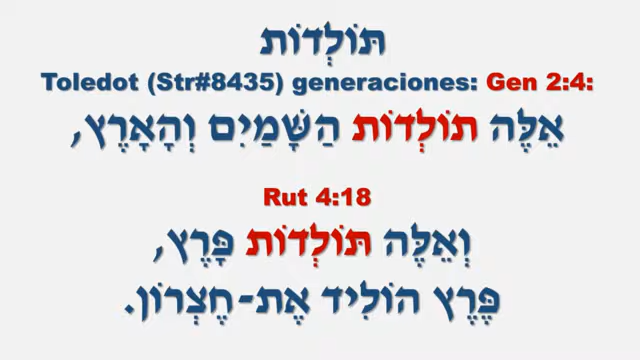 תּוֹלְדוֹת
Toledot (Str#8435) generaciones: Gen 2:4:
אֵלֶּה תוֹלְדוֹת הַשָּׁמַיִם וְהָאָרֶץ,
Rut 4:18
וְאֵלֶּה תּוֹלְדוֹת פָּרֶץ,
פֶּרֶץ הוֹלִיד אֶת-חֶצְרוֹן.